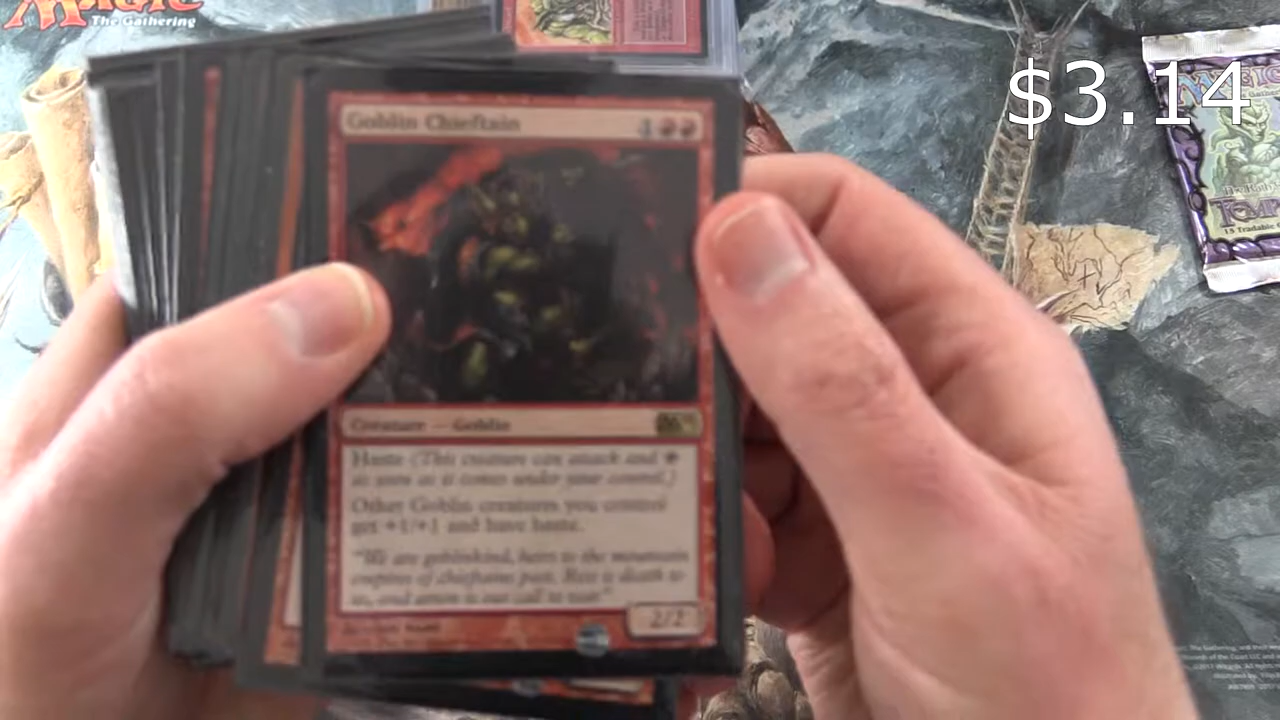 MAGIC
The Gathering
$3.14
Goblin Chieftain
Creature — Goblin
Haste (This creature can attack and
as soon as it comes under your control.)
Other Goblin creatures you control
get +1/+1 and have haste.
"We are goblinkind, heirs to the mountain
empires of chieftains past. Rest is death to
us, and arson is our call to war."
2/2